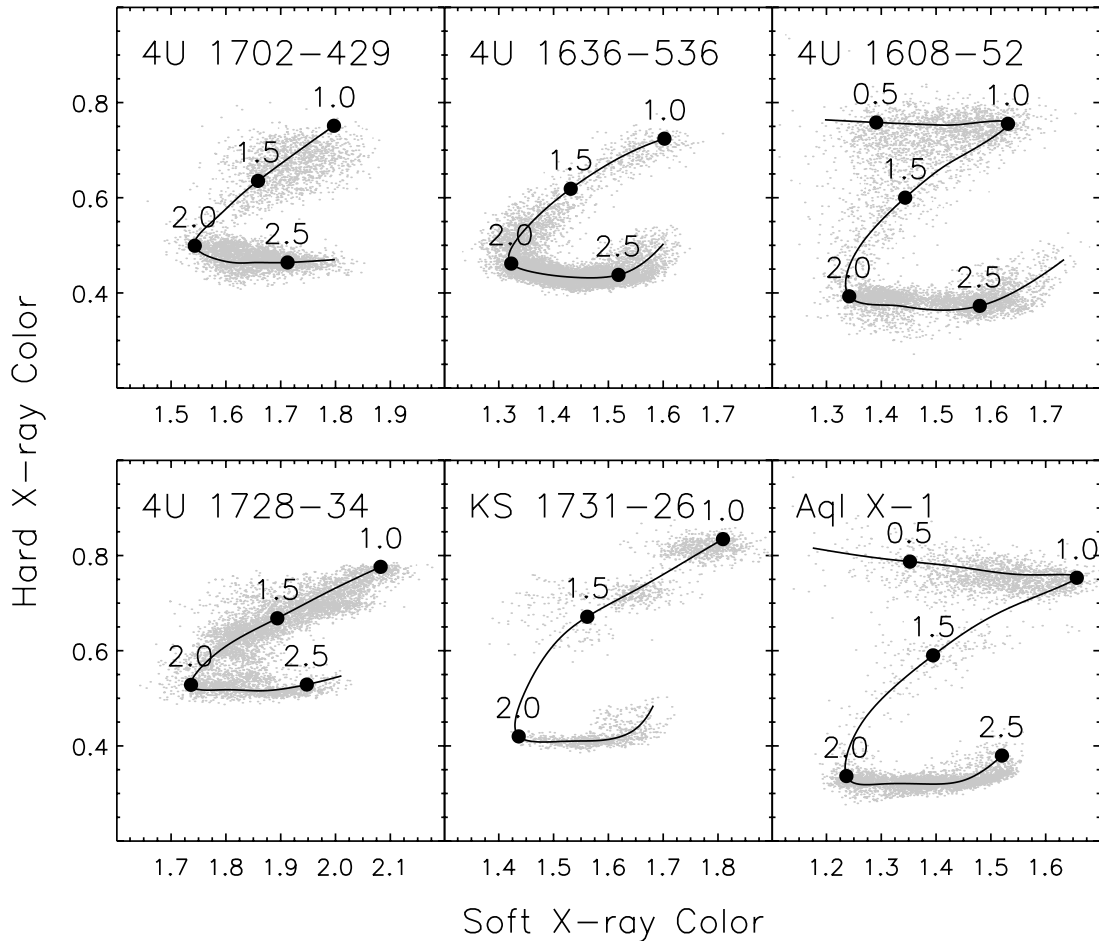 4U 1702−429
4U 1636−536
4U 1608−52
1.0
1.5
2.0
2.5
1.0
1.5
2.0
2.5
0.5
1.0
1.5
2.0
2.5
0.8
0.6
0.4
1.5 1.6 1.7 1.8 1.9
1.3 1.4 1.5 1.6 1.7
1.3 1.4 1.5 1.6 1.7
4U 1728−34
KS 1731−26
Aql X−1
1.0
1.5
2.0
2.5
1.0
1.5
2.0
0.5
1.0
1.5
2.0
2.5
0.8
0.6
0.4
1.7 1.8 1.9 2.0 2.1
1.4 1.5 1.6 1.7 1.8
1.2 1.3 1.4 1.5 1.6
Hard X−ray Color
Soft X−ray Color